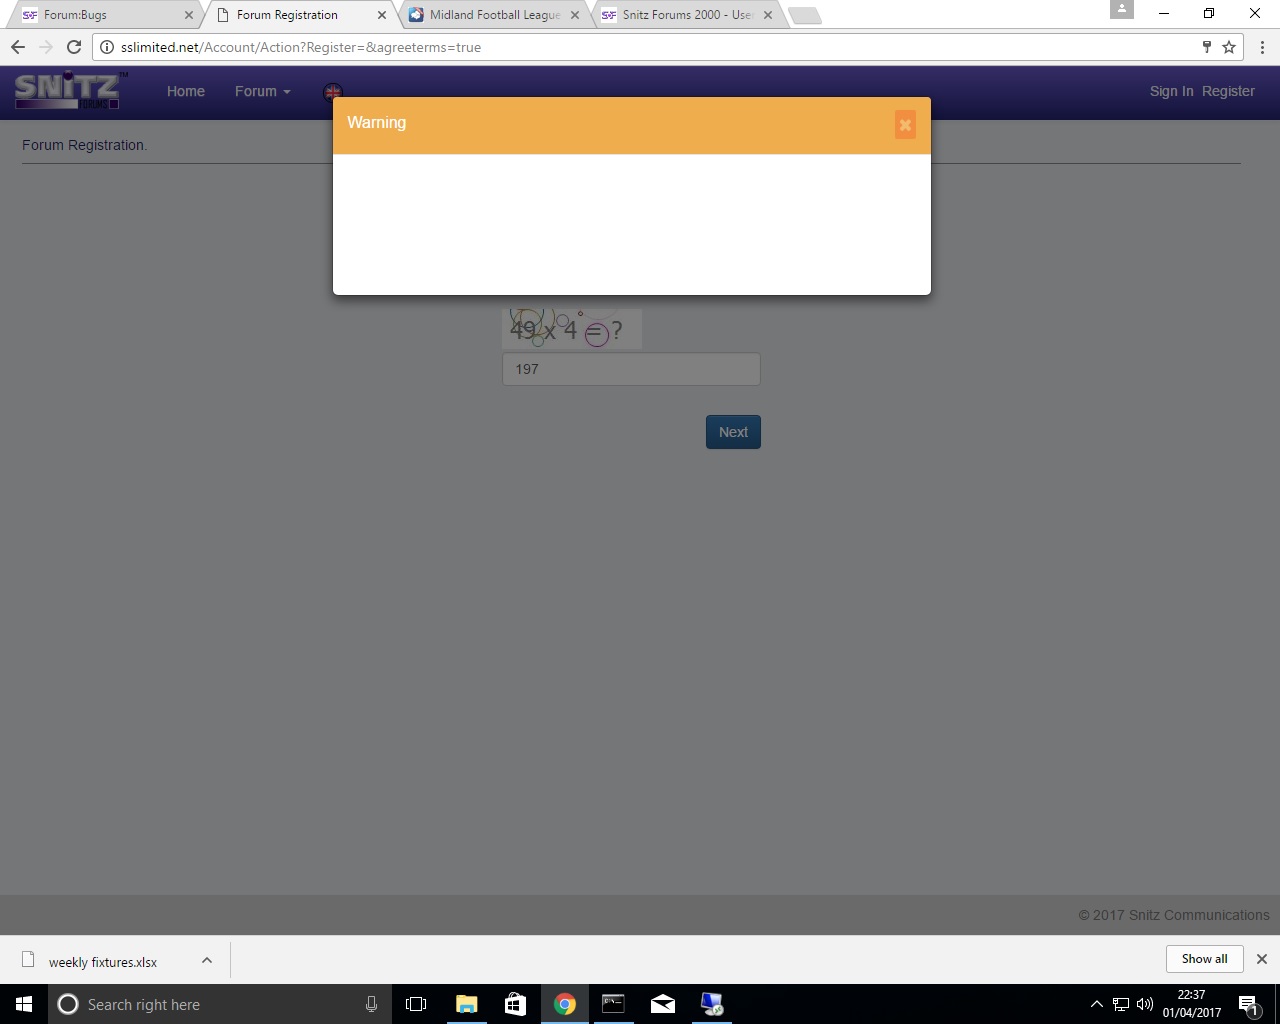 Forum:Bugs
Forum Registration
Midland Football League
Snitz Forums 2000 - User
sslimited.net/Account/Action?Register=&agreeterms=true
SNiTZ™
FORUMS
Home
Forum
Sign In
Register
Warning
Forum Registration.
49 x 4 = ?
197
Next
© 2017 Snitz Communications
weekly fixtures.xlsx
Show all
Search right here
22:37
01/04/2017
1